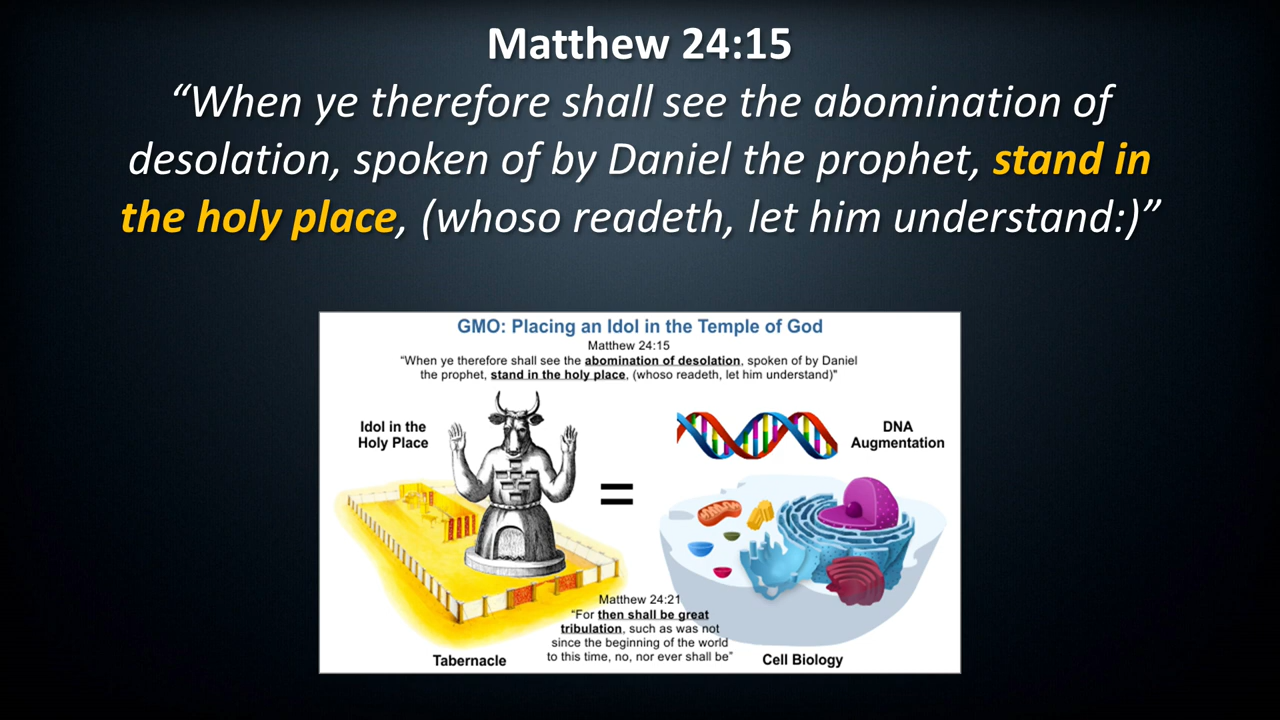 Matthew 24:15
“When ye therefore shall see the abomination of
desolation, spoken of by Daniel the prophet, stand in
the holy place, (whoso readeth, let him understand:)”
GMO: Placing an Idol in the Temple of God
Matthew 24:15
“When ye therefore shall see the abomination of desolation, spoken of by Daniel
the prophet, stand in the holy place, (whoso readeth, let him understand)"
Idol in the
Holy Place
=
DNA
Augmentation
Matthew 24:21
“For then shall be great
tribulation, such as was not
since the beginning of the world
to this time, no, nor ever shall be”
Tabernacle
Cell Biology